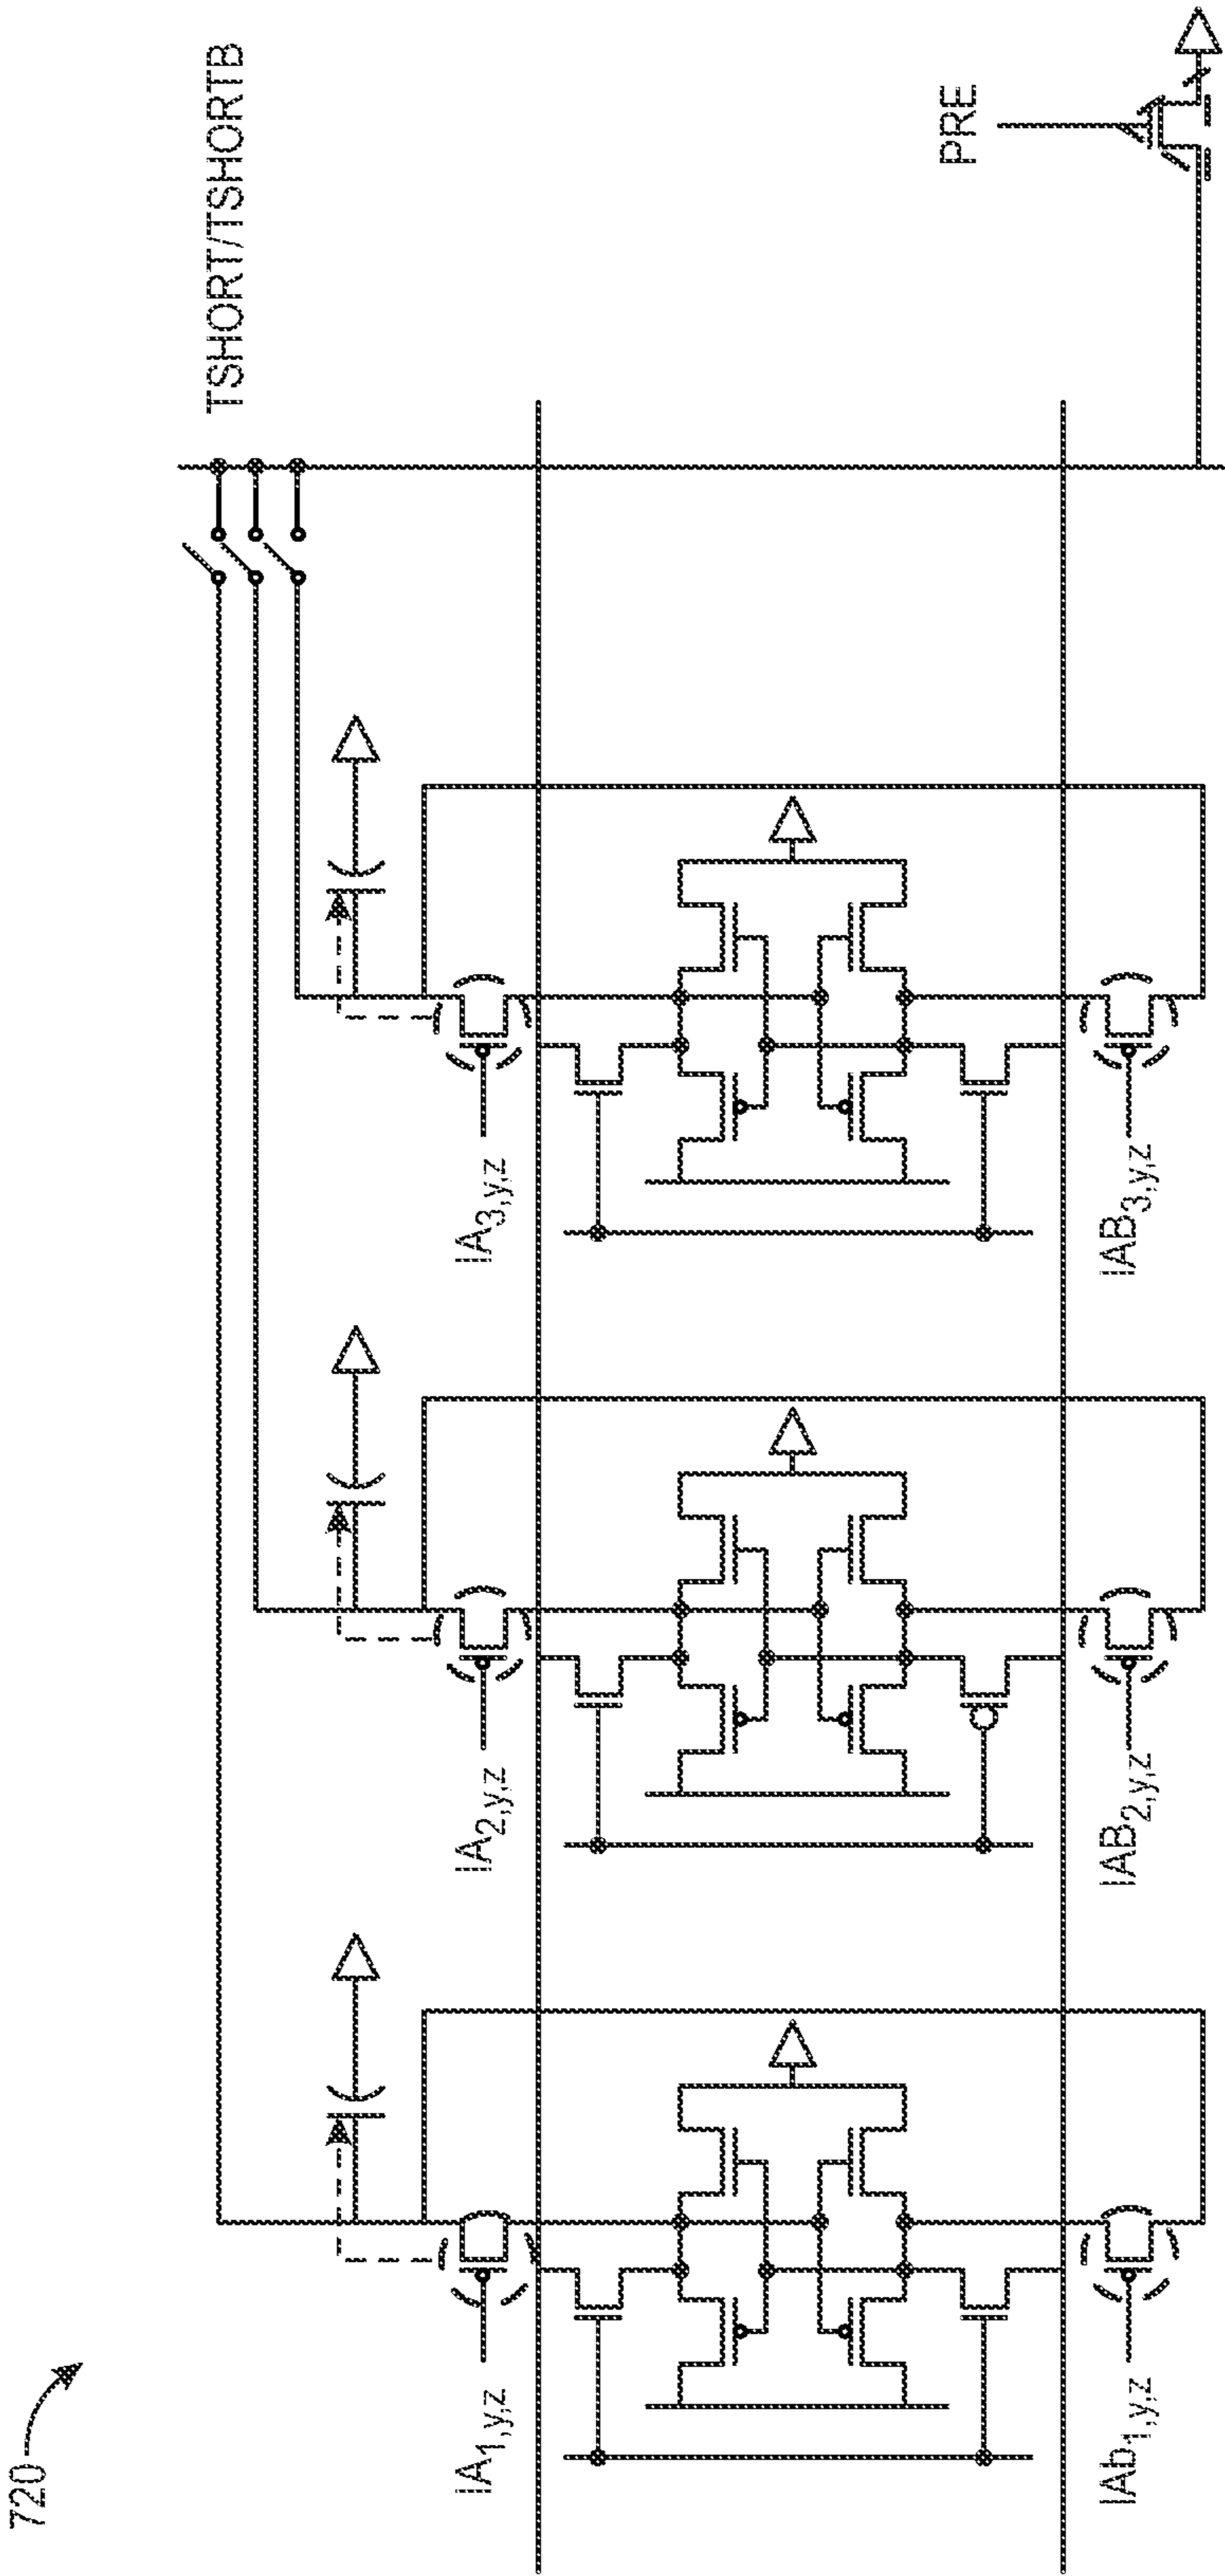 720
TSHORT/TSHORTB
PRE
IA1,y,z
IA2,y,z
IA3,y,z
IAb1,y,z
IAB2,y,z
IAB3,y,z